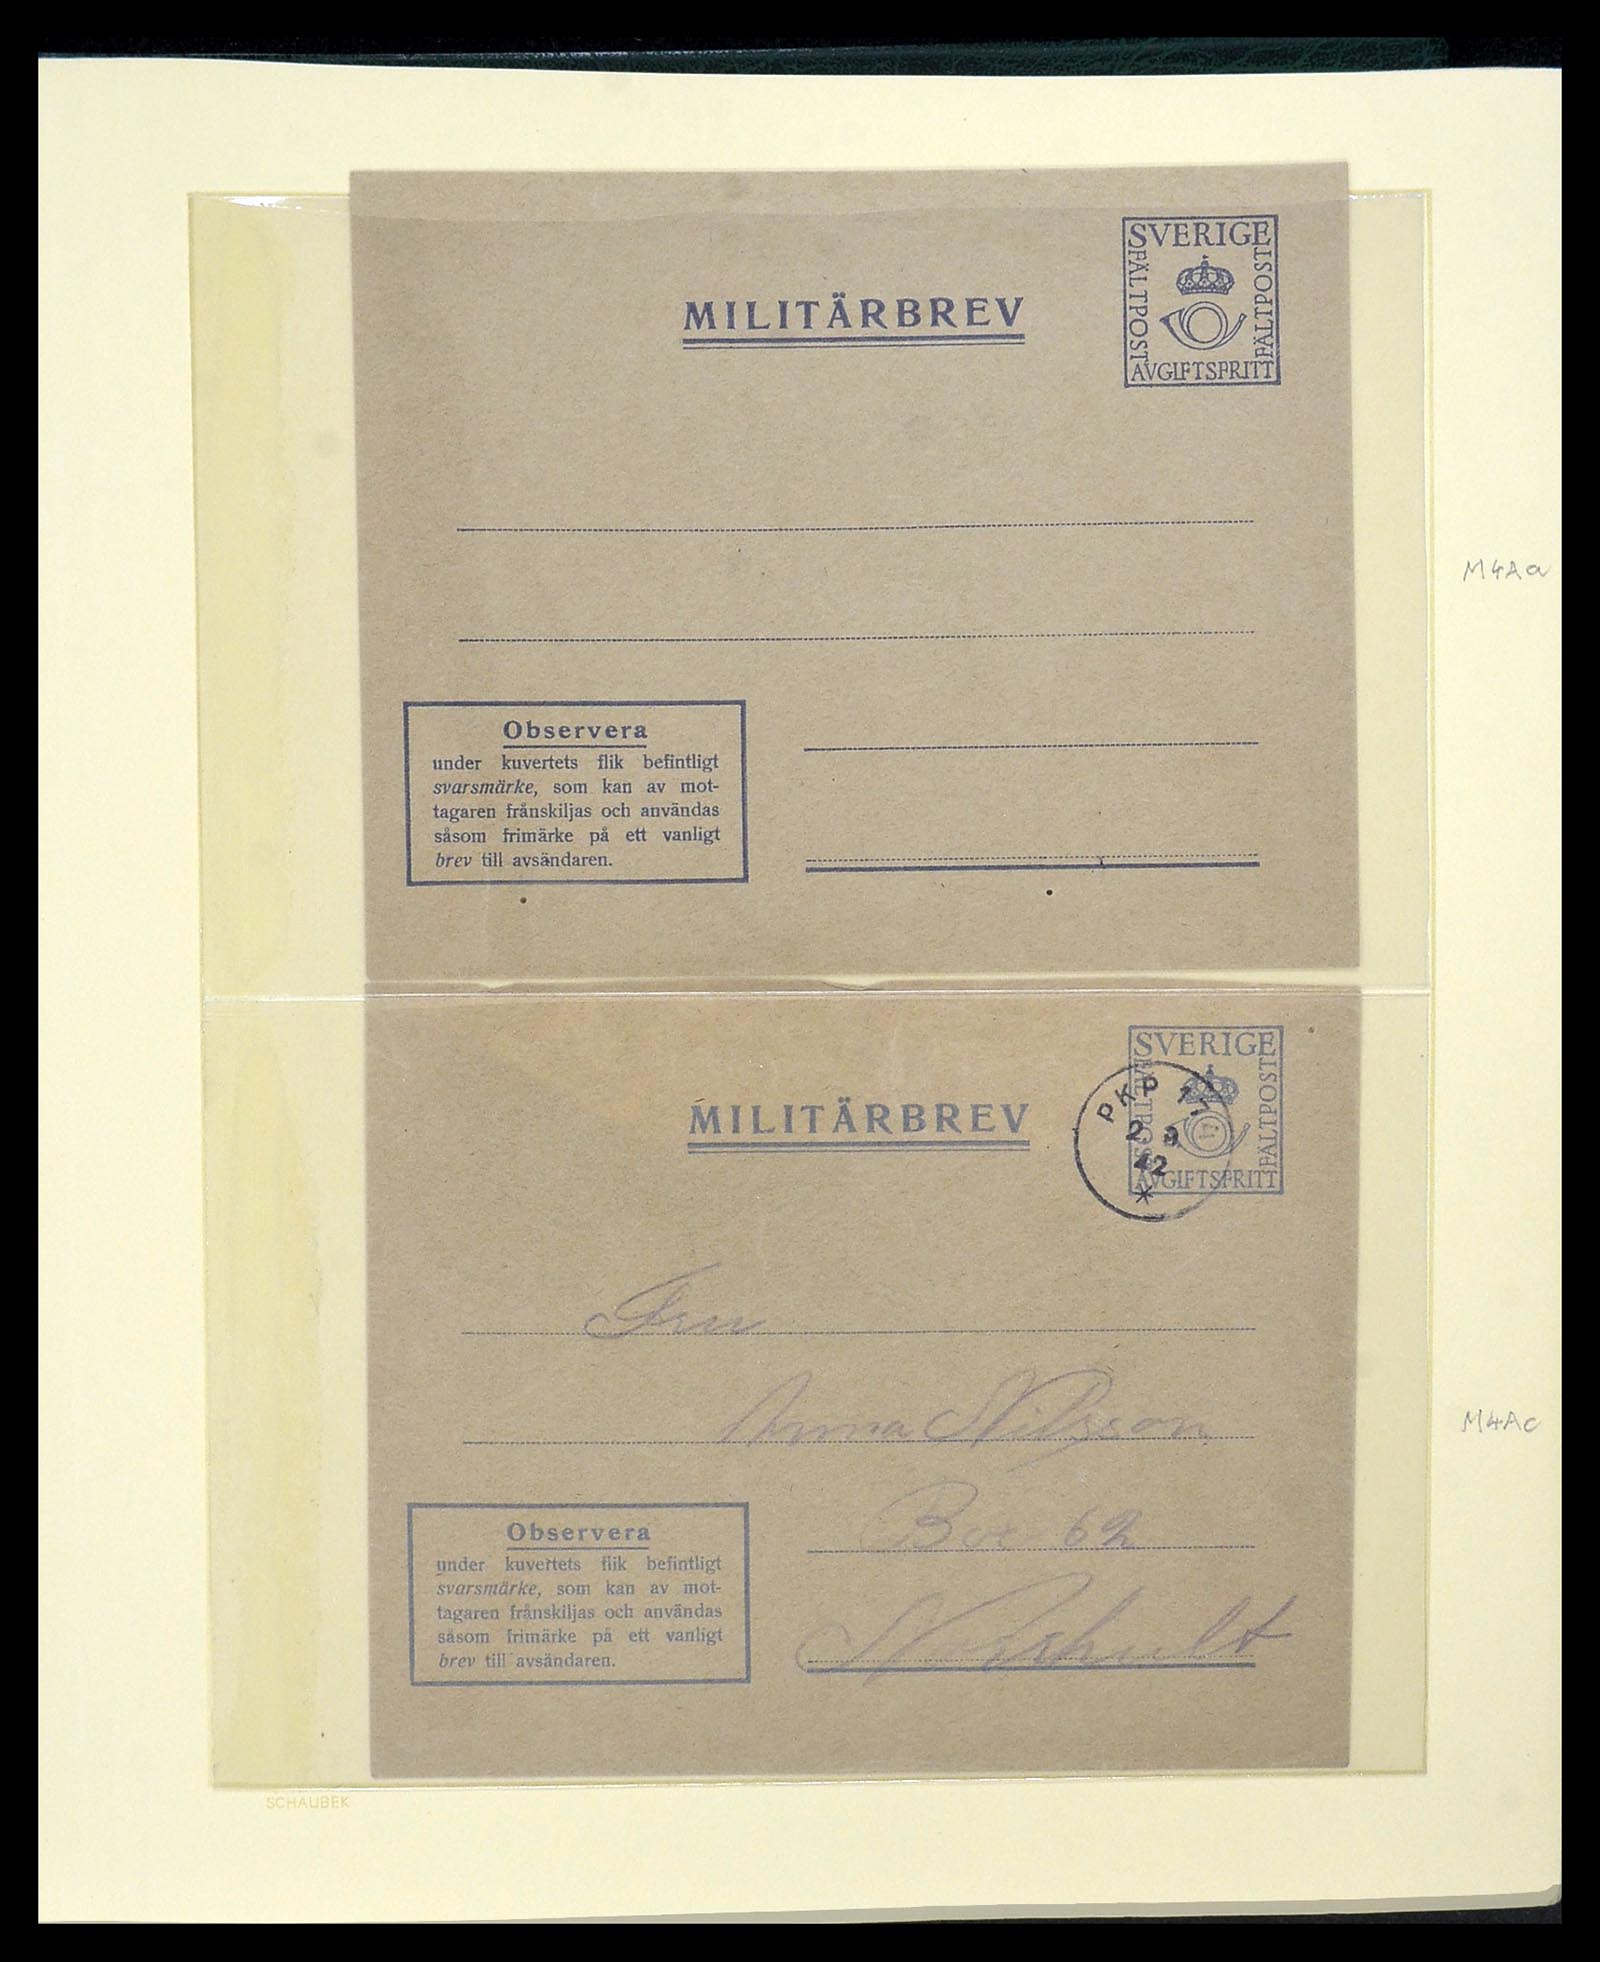 SVERIGE
FÄLTPOST
FÄLTPOST
AVGIFTSFRITT
MILITÄRBREV
M4Aa
Observera
under kuvertets flik befintligt
svarsmärke, som kan av mot-
tagaren frånskiljas och användas
såsom frimärke på ett vanligt
brev till avsändaren.
SVERIGE
FÄLTPOST
FÄLTPOST
AVGIFTSFRITT
PKP
42
MILITÄRBREV
Fru
Anna Nilsson
M4Ac
Box 62
Observera
under kuvertets flik befintligt
svarsmärke, som kan av mot-
tagaren frånskiljas och användas
såsom frimärke på ett vanligt
brev till avsändaren.
SCHAUBEK